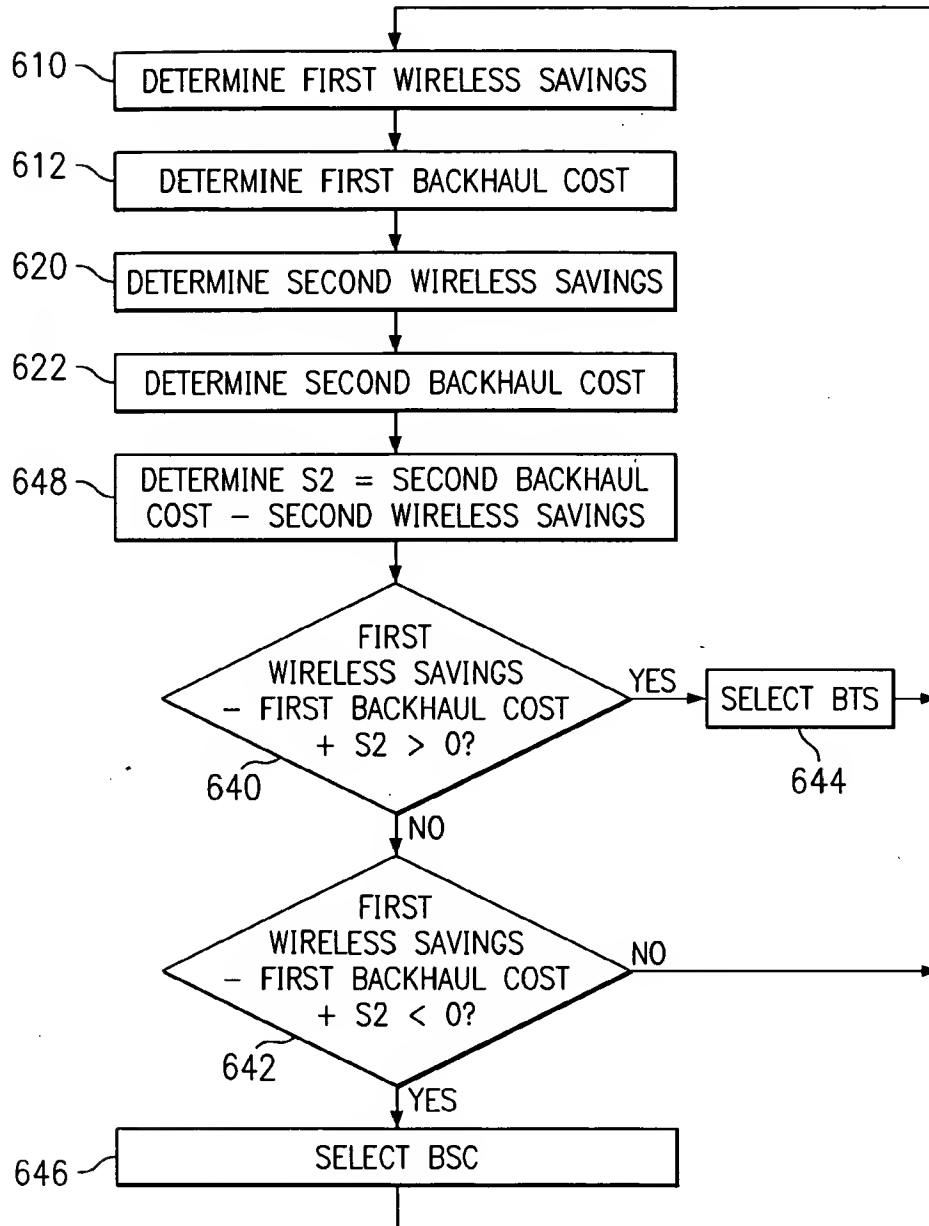 610
DETERMINE FIRST WIRELESS SAVINGS
612
DETERMINE FIRST BACKHAUL COST
620
DETERMINE SECOND WIRELESS SAVINGS
622
DETERMINE SECOND BACKHAUL COST
648
DETERMINE S2 = SECOND BACKHAUL
COST – SECOND WIRELESS SAVINGS
FIRST
WIRELESS SAVINGS
– FIRST BACKHAUL COST
+ S2 > 0?
640
YES
SELECT BTS
644
NO
FIRST
WIRELESS SAVINGS
– FIRST BACKHAUL COST
+ S2 < 0?
642
NO
YES
646
SELECT BSC